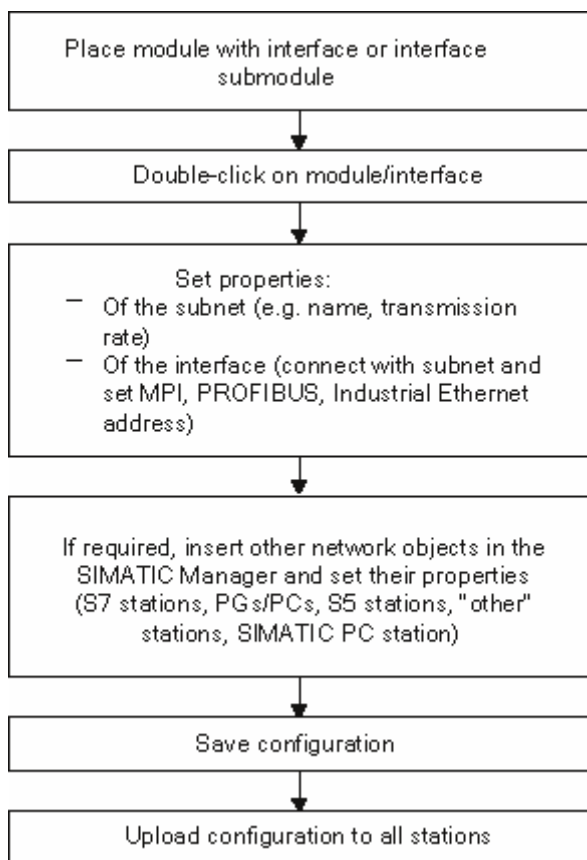 Place module with interface or interface
submodule
Double-click on module/interface
Set properties:
— Of the subnet (e.g. name, transmission
rate)
— Of the interface (connect with subnet and
set MPI, PROFIBUS, Industrial Ethernet
address)
If required, insert other network objects in the
SIMATIC Manager and set their properties
(S7 stations, PGs/PCs, S5 stations, "other"
stations, SIMATIC PC station)
Save configuration
Upload configuration to all stations